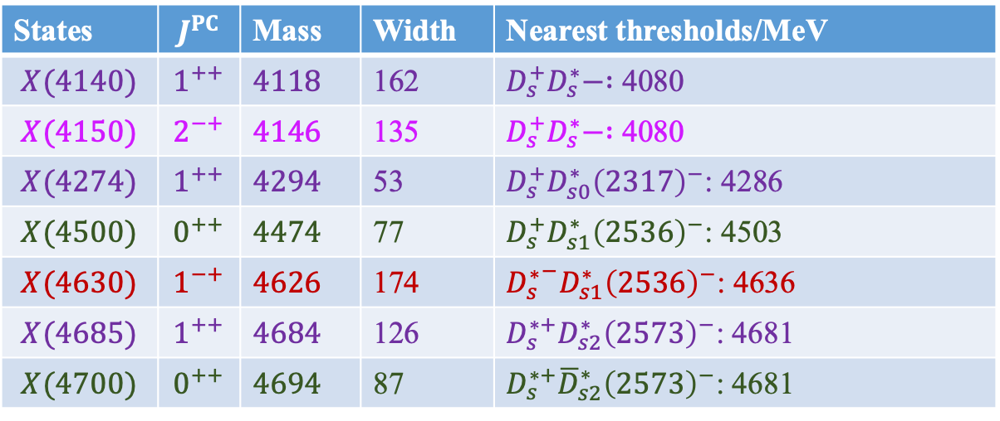 States J^PC Mass Width Nearest thresholds/MeV
X(4140) 1^++ 4118 162 D_s^+ D_s^* −: 4080
X(4150) 2^−+ 4146 135 D_s^+ D_s^* −: 4080
X(4274) 1^++ 4294 53 D_s^+ D_s0^* (2317)^−: 4286
X(4500) 0^++ 4474 77 D_s^+ D_s1^* (2536)^−: 4503
X(4630) 1^−+ 4626 174 D_s^*− D_s1^* (2536)^−: 4636
X(4685) 1^++ 4684 126 D_s^*+ D_s2^* (2573)^−: 4681
X(4700) 0^++ 4694 87 D_s^*+ D̅_s2^* (2573)^−: 4681